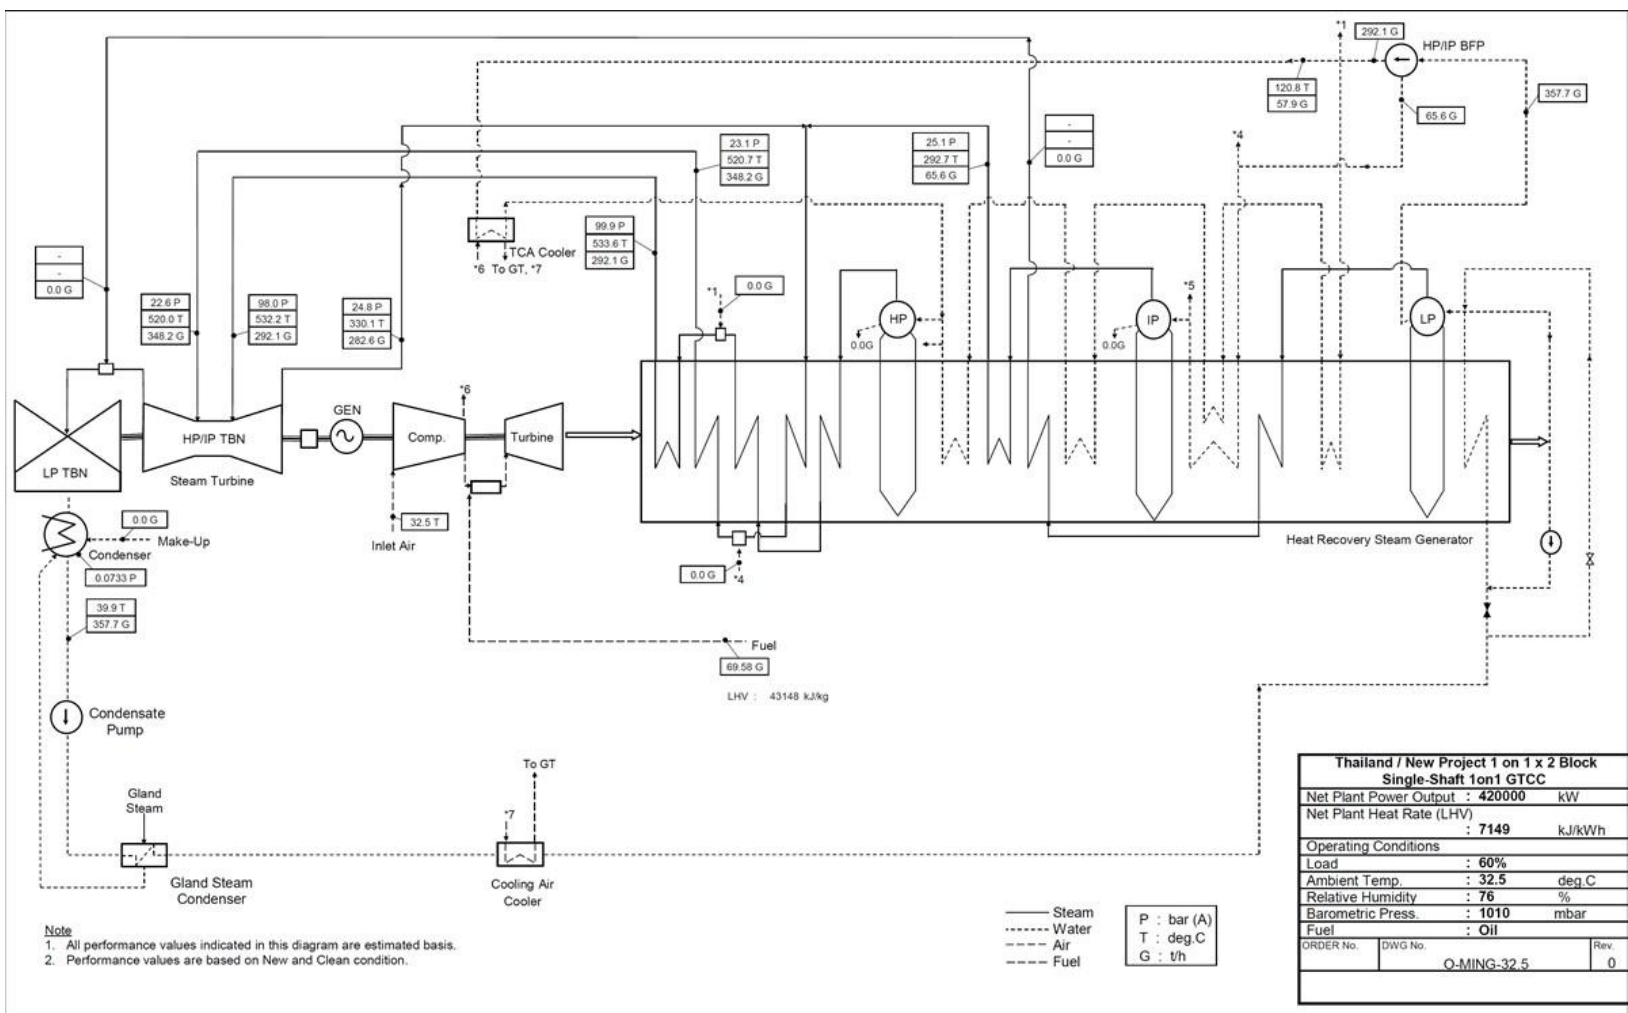 *1
292.1 G
HP/IP BFP
120.8 T
57.9 G
357.7 G
65.6 G
*4
-
-
0.0 G
23.1 P
520.7 T
348.2 G
25.1 P
292.7 T
65.6 G
99.9 P
533.6 T
292.1 G
TCA Cooler
*6 To GT, *7
-
-
0.0 G
22.6 P
520.0 T
348.2 G
98.0 P
532.2 T
292.1 G
24.8 P
330.1 T
282.6 G
*1
0.0 G
HP
0.0G
IP
0.0G
*5
LP
*6
GEN
HP/IP TBN
Comp.
Turbine
LP TBN
Steam Turbine
0.0 G
Make-Up
Condenser
0.0733 P
32.5 T
Inlet Air
Heat Recovery Steam Generator
0.0 G
*4
39.9 T
357.7 G
Fuel
69.58 G
LHV : 43148 kJ/kg
Condensate
Pump
To GT
Gland
Steam
*7
Gland Steam
Condenser
Cooling Air
Cooler
Note
1. All performance values indicated in this diagram are estimated basis.
2. Performance values are based on New and Clean condition.
Steam
Water
Air
Fuel
P : bar (A)
T : deg.C
G : t/h
Thailand / New Project 1 on 1 x 2 Block
Single-Shaft 1on1 GTCC
Net Plant Power Output : 420000 kW
Net Plant Heat Rate (LHV)
: 7149 kJ/kWh
Operating Conditions
Load : 60%
Ambient Temp. : 32.5 deg.C
Relative Humidity : 76 %
Barometric Press. : 1010 mbar
Fuel : Oil
ORDER No. DWG No. Rev.
O-MING-32.5 0